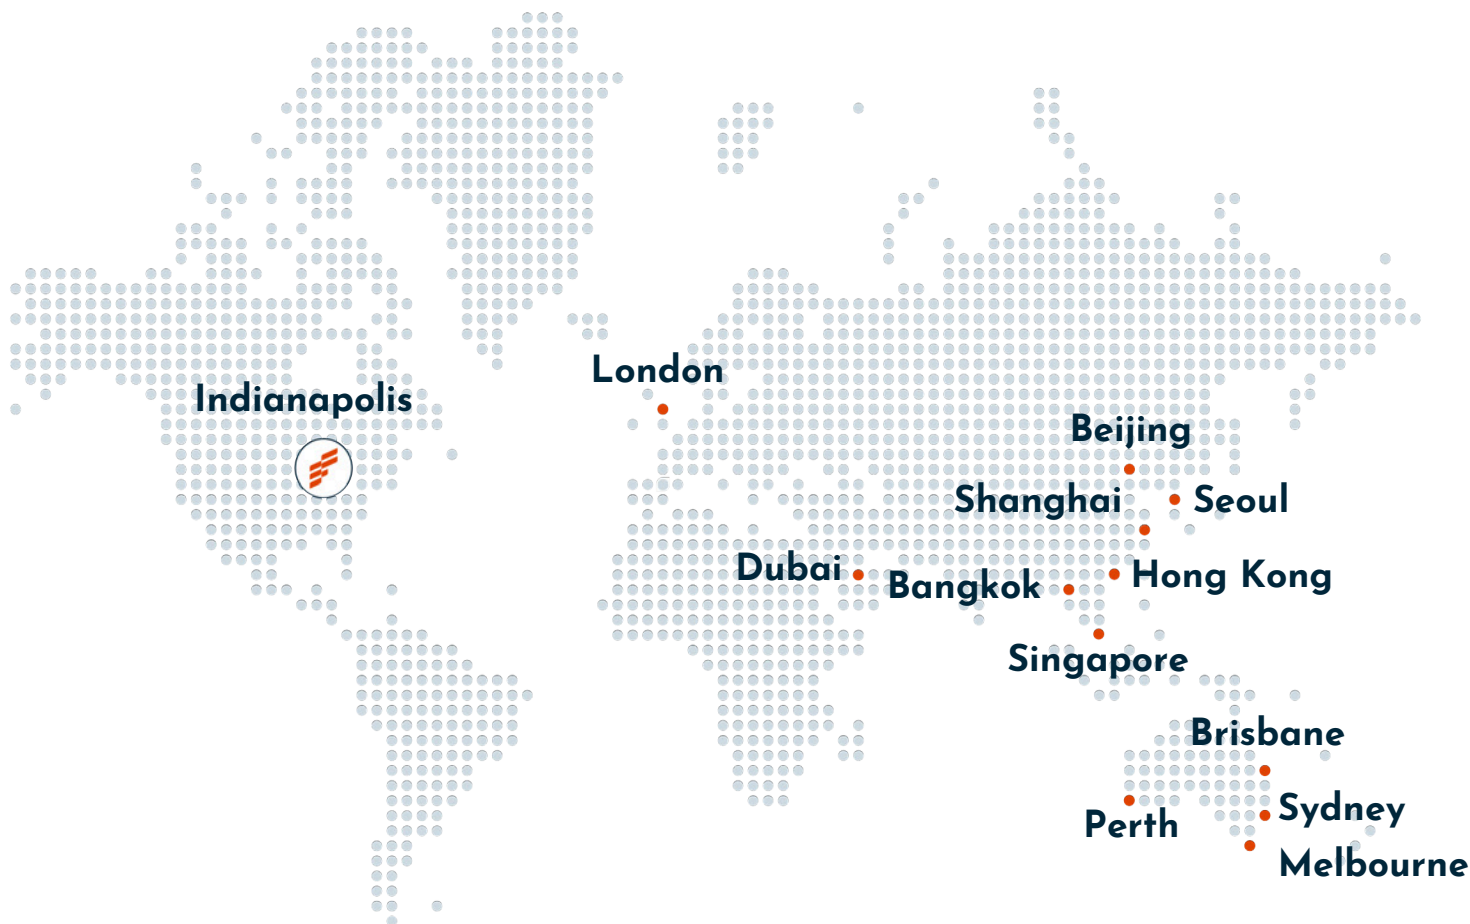 London
Indianapolis
Beijing
Shanghai
Seoul
Dubai
Bangkok
Hong Kong
Singapore
Brisbane
Sydney
Perth
Melbourne